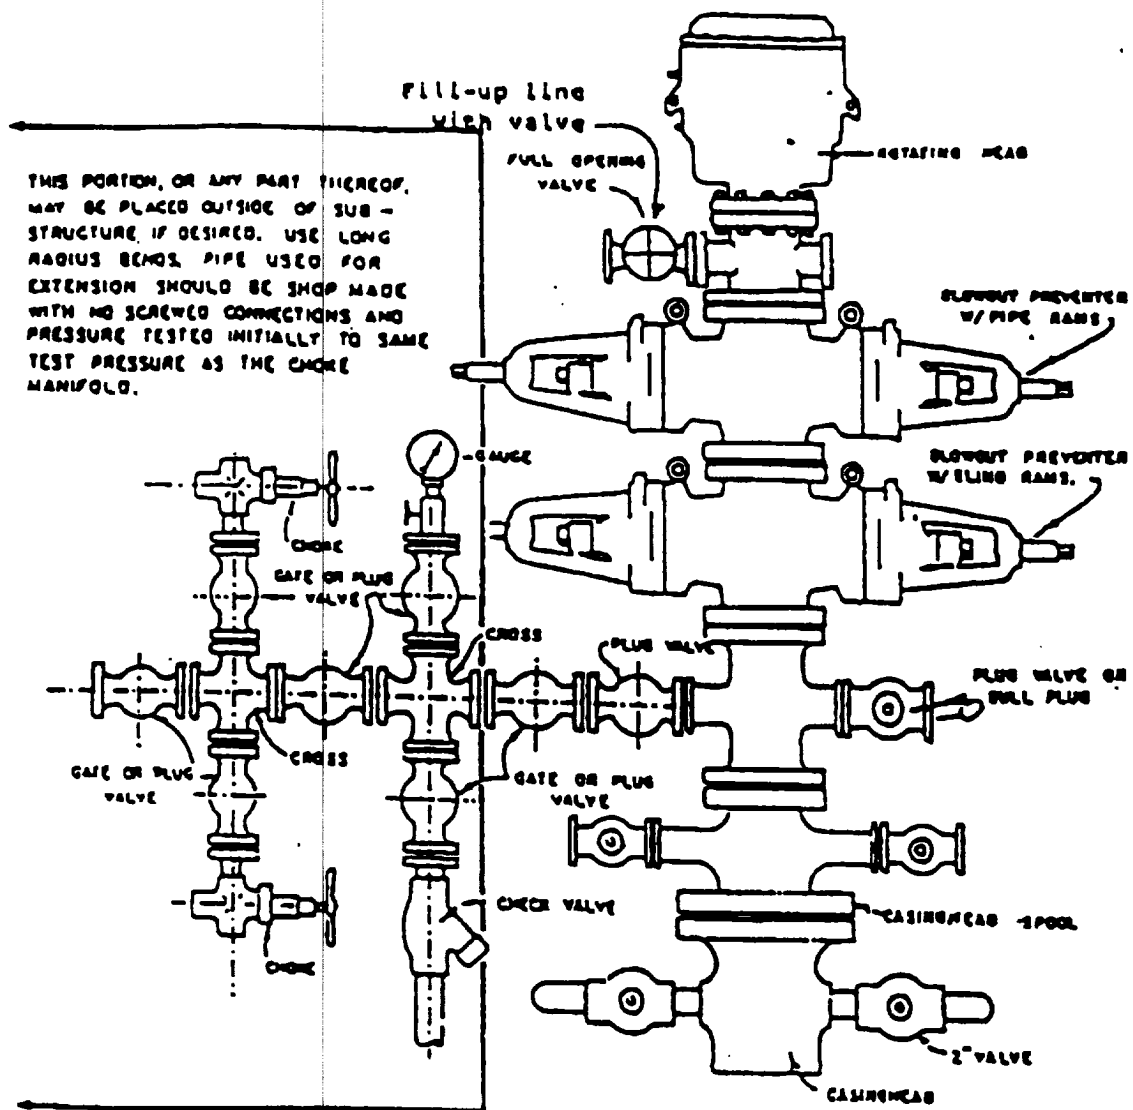 Fill-up line
with valve
FULL OPENING
VALVE
ROTATING HEAD
THIS PORTION, OR ANY PART THEREOF,
MAY BE PLACED OUTSIDE OF SUB-
STRUCTURE IF DESIRED. USE LONG
RADIUS BENDS. PIPE USED FOR
EXTENSION SHOULD BE SHOP MADE
WITH NO SCREWED CONNECTIONS AND
PRESSURE TESTED INITIALLY TO SAME
TEST PRESSURE AS THE CHOKE
MANIFOLD.
BLOWOUT PREVENTER
W/ PIPE RAMS.
GAUGE
BLOWOUT PREVENTER
W/ BLIND RAMS.
CHOKE
GATE OR PLUG
VALVE
CROSS
PLUG VALVE
PLUG VALVE OR
BULL PLUG
CROSS
GATE OR PLUG
VALVE
GATE OR PLUG
VALVE
CHECK VALVE
CASINGHEAD SPOOL
CHOKE
2" VALVE
CASINGHEAD